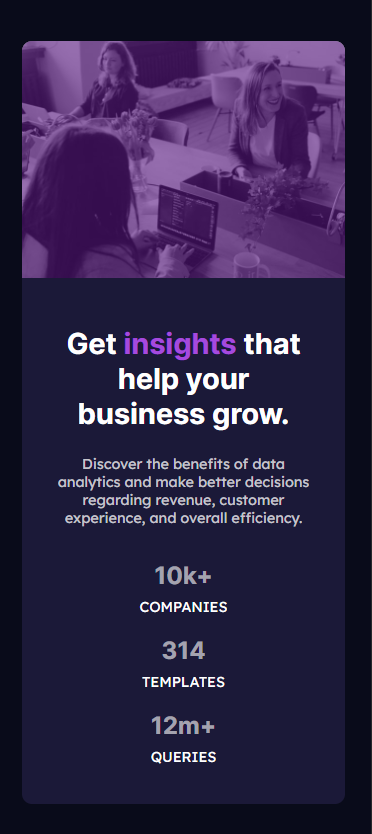 Get insights that
help your
business grow.
Discover the benefits of data
analytics and make better decisions
regarding revenue, customer
experience, and overall efficiency.
10k+
COMPANIES
314
TEMPLATES
12m+
QUERIES